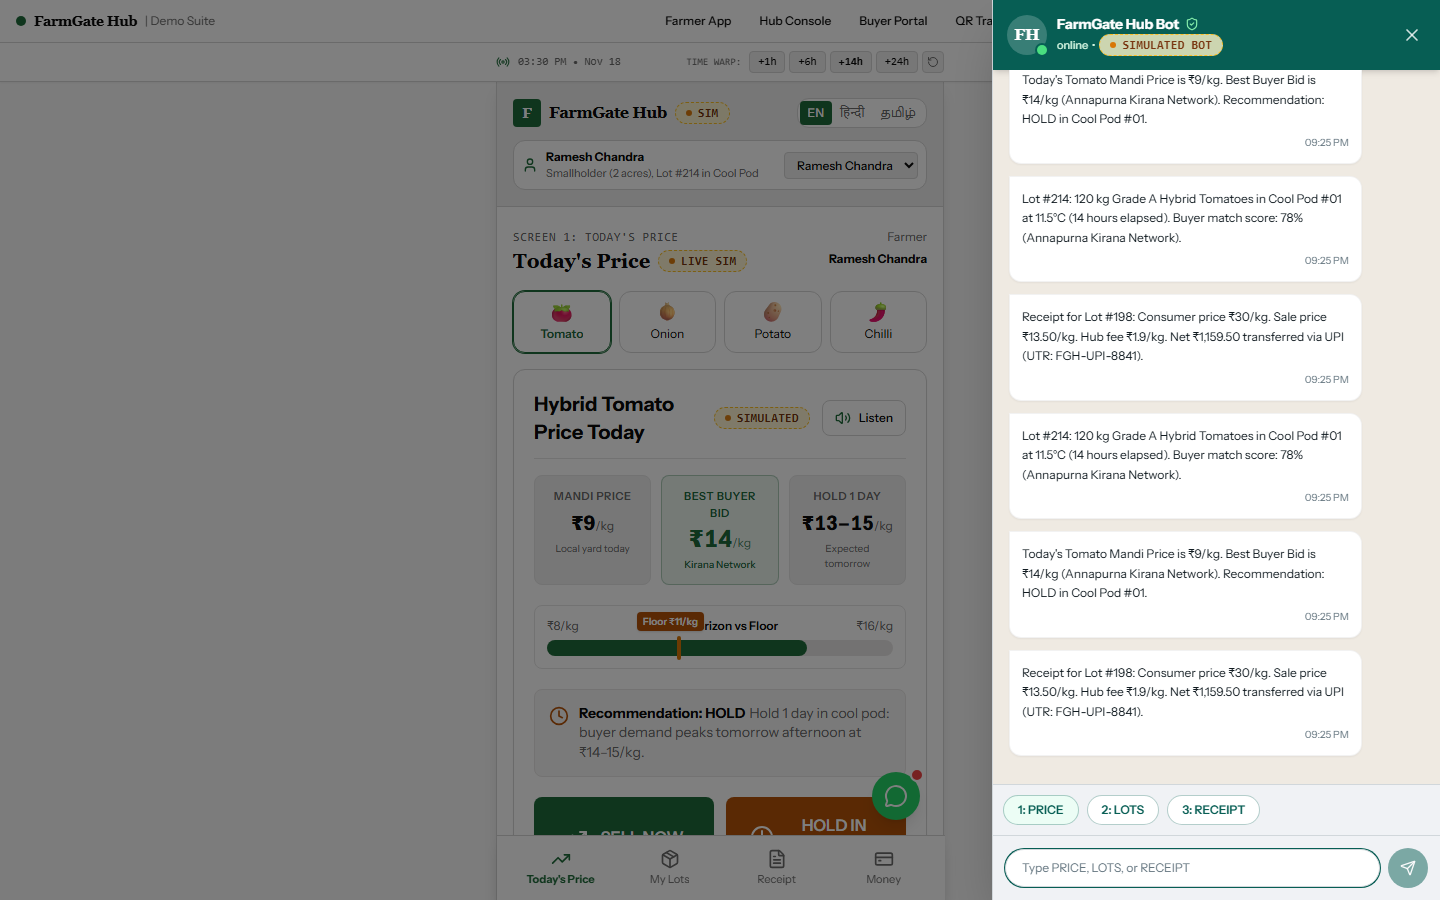 FarmGate Hub | Demo Suite
Farmer App
Hub Console
Buyer Portal
QR Tra
03:30 PM • Nov 18
TIME WARP:
+1h
+6h
+14h
+24h
F FarmGate Hub SIM
EN हिन्दी தமிழ்
Ramesh Chandra
Smallholder (2 acres), Lot #214 in Cool Pod
Ramesh Chandra
SCREEN 1: TODAY'S PRICE
Today's Price LIVE SIM
Farmer
Ramesh Chandra
Tomato
Onion
Potato
Chilli
Hybrid Tomato
Price Today
SIMULATED
Listen
MANDI PRICE
₹9/kg
Local yard today
BEST BUYER
BID
₹14/kg
Kirana Network
HOLD 1 DAY
₹13–15/kg
Expected
tomorrow
₹8/kg
Floor ₹11/kg
rizon vs Floor
₹16/kg
Recommendation: HOLD Hold 1 day in cool pod:
buyer demand peaks tomorrow afternoon at
₹14–15/kg.
SELL NOW
HOLD IN
Today's Price
My Lots
Receipt
Money
FH
FarmGate Hub Bot
online • SIMULATED BOT
Today's Tomato Mandi Price is ₹9/kg. Best Buyer Bid is
₹14/kg (Annapurna Kirana Network). Recommendation:
HOLD in Cool Pod #01.
09:25 PM
Lot #214: 120 kg Grade A Hybrid Tomatoes in Cool Pod #01
at 11.5°C (14 hours elapsed). Buyer match score: 78%
(Annapurna Kirana Network).
09:25 PM
Receipt for Lot #198: Consumer price ₹30/kg. Sale price
₹13.50/kg. Hub fee ₹1.9/kg. Net ₹1,159.50 transferred via UPI
(UTR: FGH-UPI-8841).
09:25 PM
Lot #214: 120 kg Grade A Hybrid Tomatoes in Cool Pod #01
at 11.5°C (14 hours elapsed). Buyer match score: 78%
(Annapurna Kirana Network).
09:25 PM
Today's Tomato Mandi Price is ₹9/kg. Best Buyer Bid is
₹14/kg (Annapurna Kirana Network). Recommendation:
HOLD in Cool Pod #01.
09:25 PM
Receipt for Lot #198: Consumer price ₹30/kg. Sale price
₹13.50/kg. Hub fee ₹1.9/kg. Net ₹1,159.50 transferred via UPI
(UTR: FGH-UPI-8841).
09:25 PM
1: PRICE
2: LOTS
3: RECEIPT
Type PRICE, LOTS, or RECEIPT